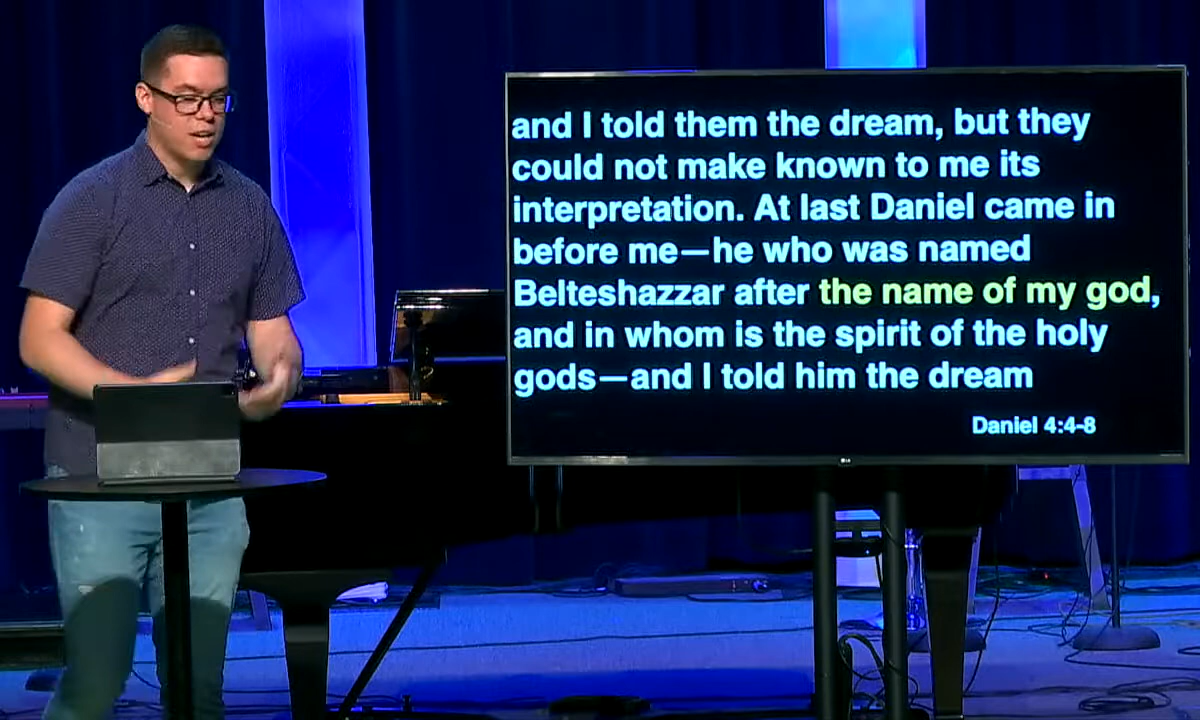 and I told them the dream, but they
could not make known to me its
interpretation. At last Daniel came in
before me—he who was named
Belteshazzar after the name of my god,
and in whom is the spirit of the holy
gods—and I told him the dream
Daniel 4:4-8
LG